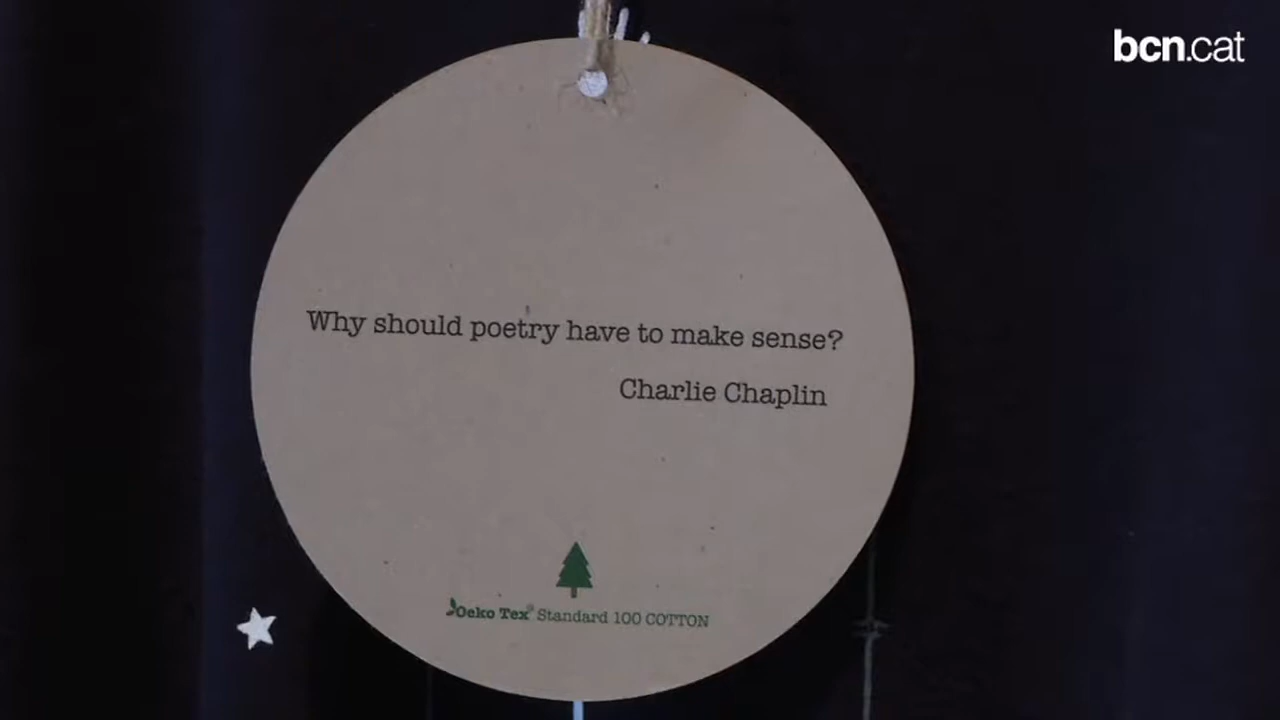 bcn.cat
Why should poetry have to make sense?
Charlie Chaplin
Oeko Tex® Standard 100 COTTON